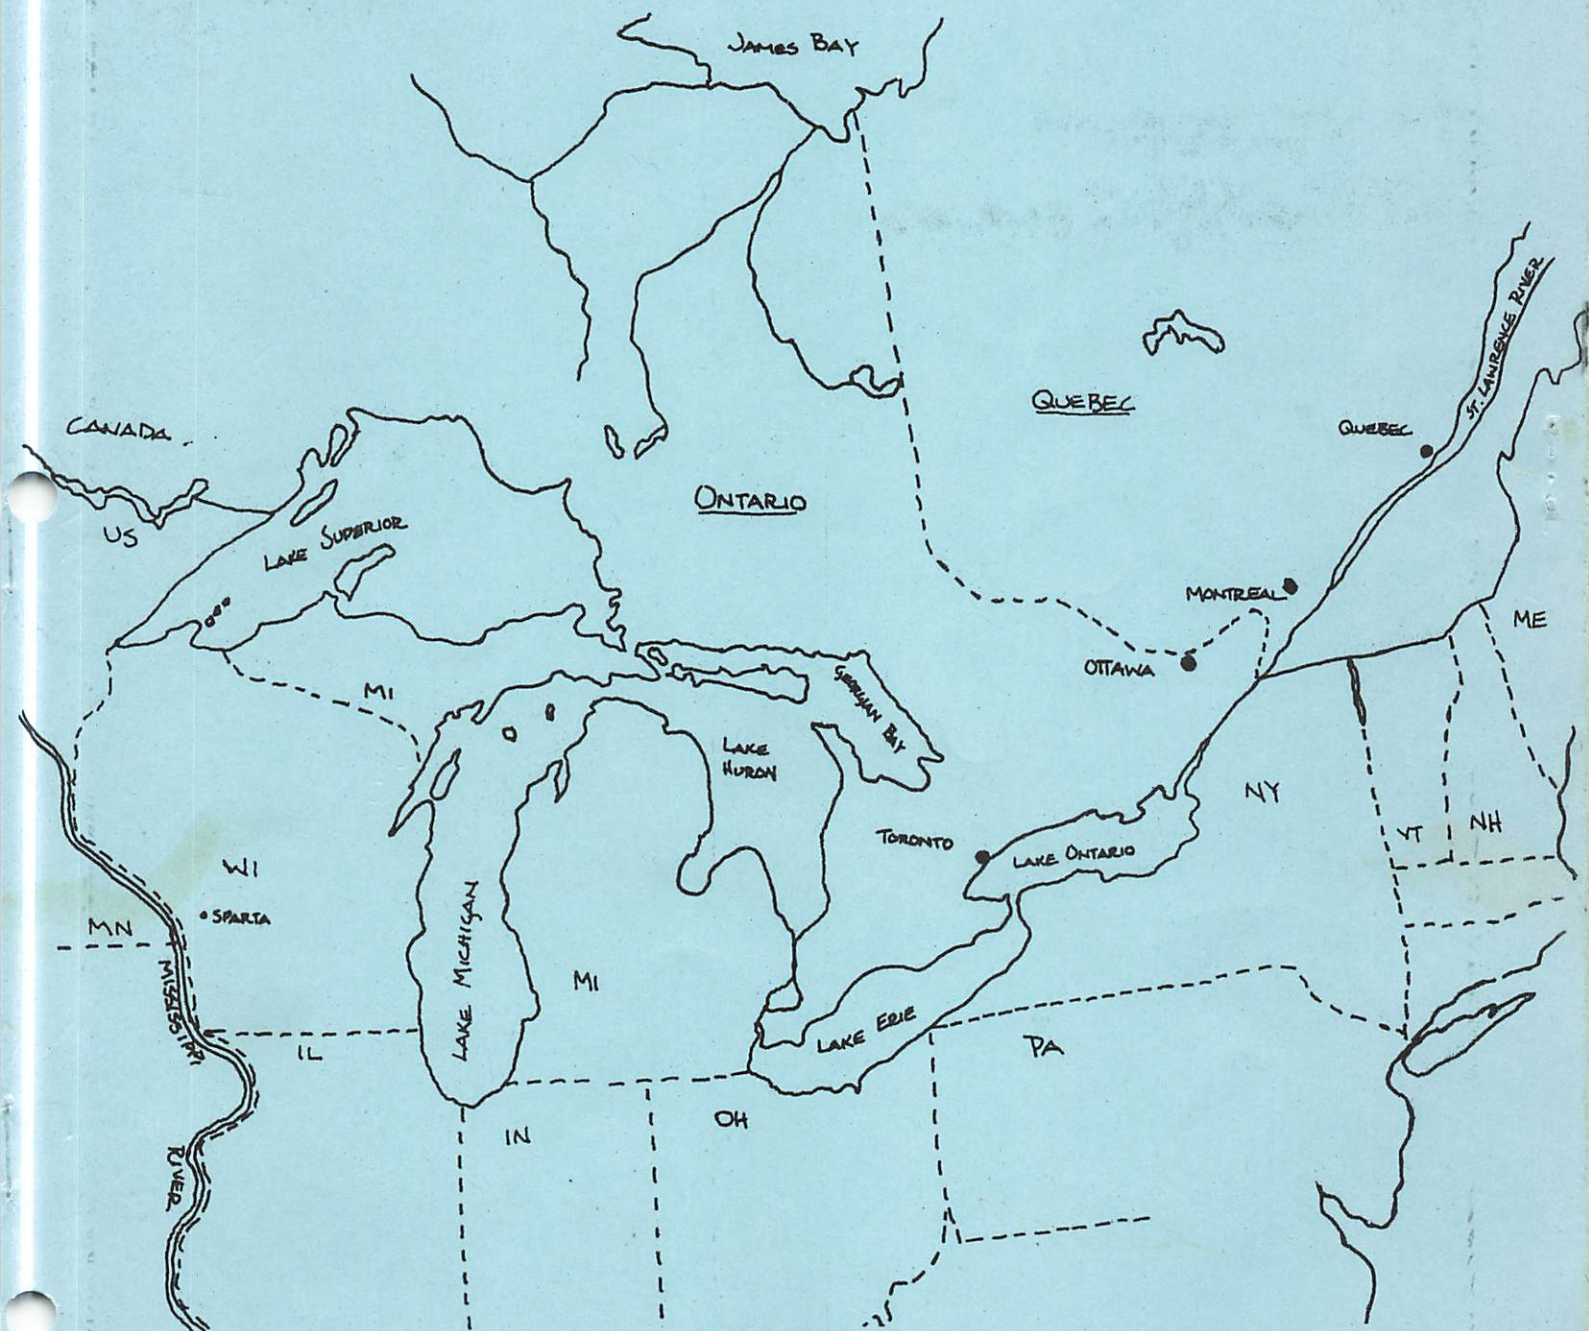 JAMES BAY
ST. LAWRENCE RIVER
QUEBEC
QUEBEC
CANADA
ONTARIO
US
LAKE SUPERIOR
MONTREAL
ME
OTTAWA
MI
GEORGIAN BAY
LAKE
HURON
NY
TORONTO
LAKE ONTARIO
VT
NH
WI
SPARTA
MN
LAKE MICHIGAN
MI
MISSISSIPPI
RIVER
LAKE ERIE
IL
PA
IN
OH